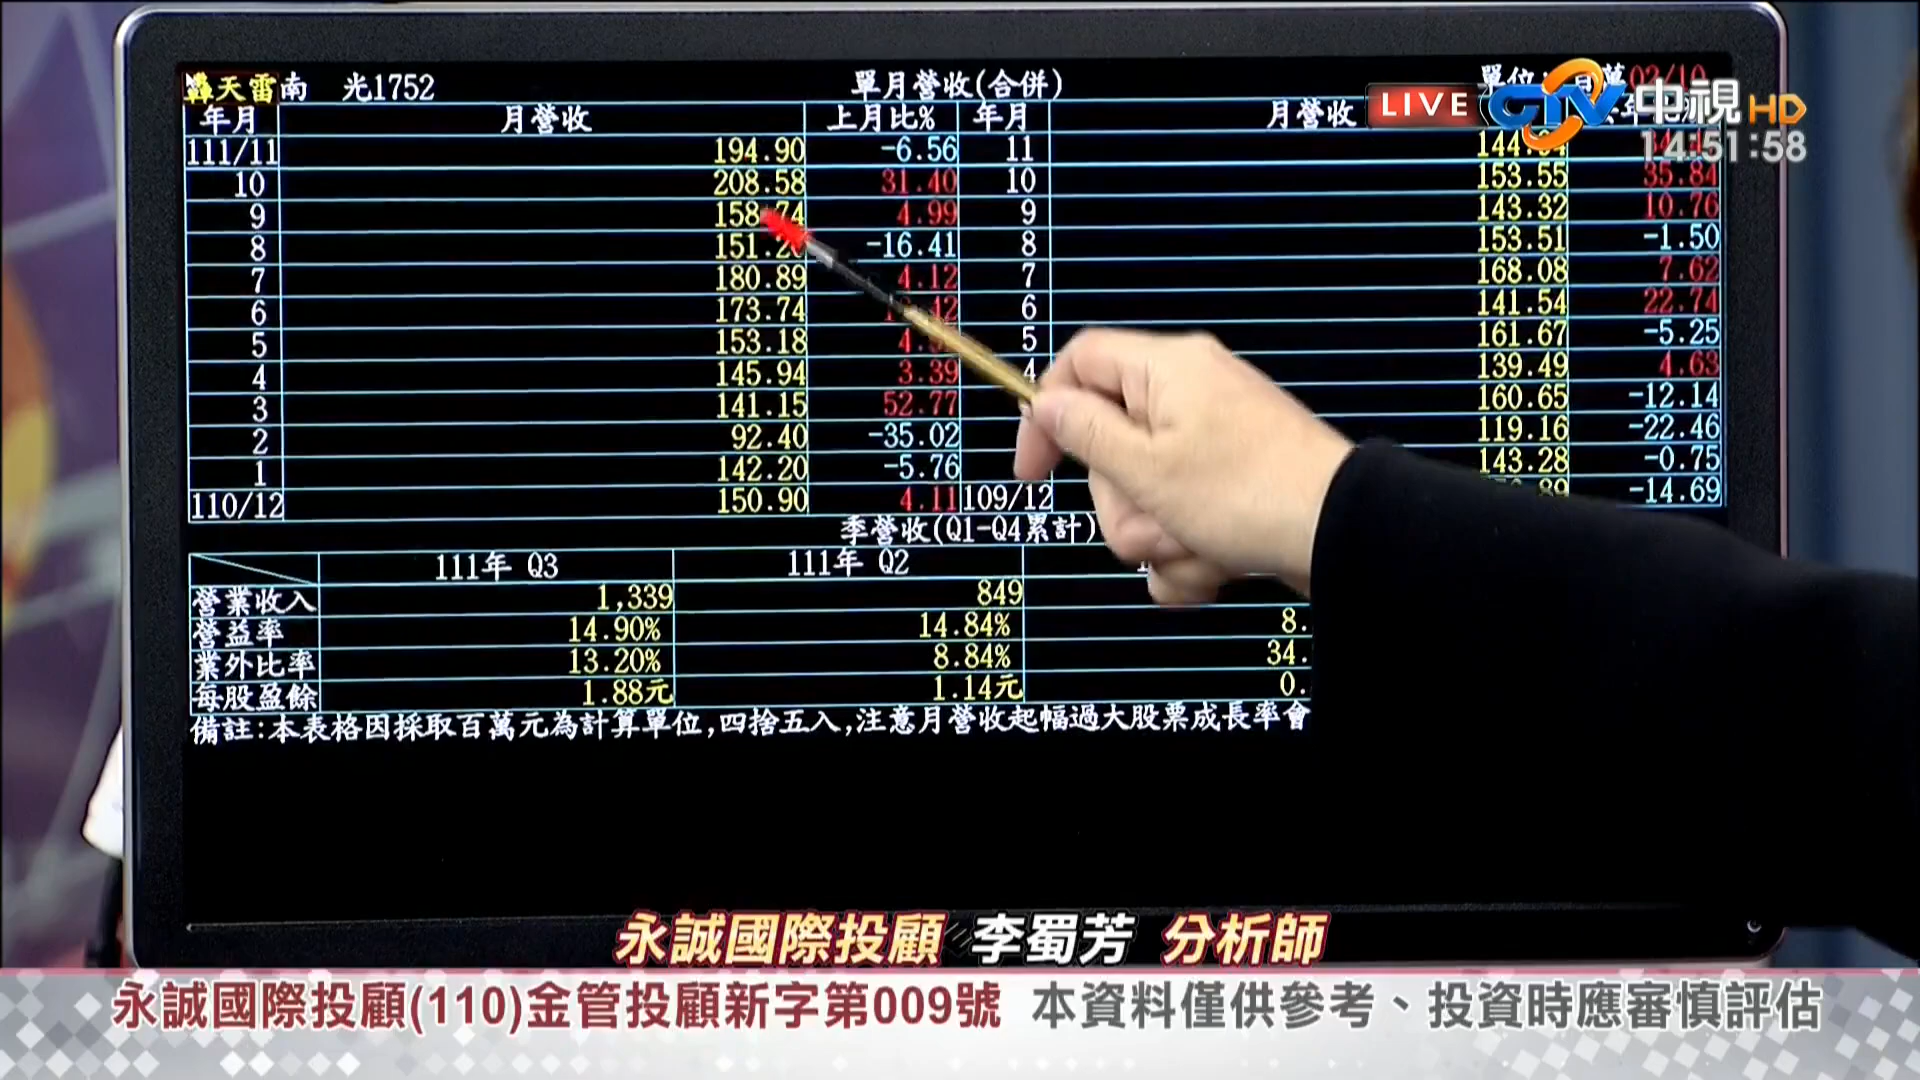 轟天雷南 光1752 單月營收(合併) 單位:百萬
年月 月營收 上月比% 年月 月營收
LIVE CTV 中視HD
14:51:58
111/11 194.90 -6.56 11
10 208.58 31.40 10 153.55 35.84
9 158.74 4.99 9 143.32 10.76
8 -16.41 8 153.51 -1.50
7 180.89 4.12 7 168.08 7.62
6 173.74 6 141.54 22.74
5 153.18 5 161.67 -5.25
4 145.94 3.39 4 139.49 4.63
3 141.15 52.77 160.65 -12.14
2 92.40 -35.02 119.16 -22.46
1 142.20 -5.76 143.28 -0.75
110/12 150.90 4.11 109/12 -14.69
季營收(Q1-Q4累計)
111年 Q3 111年 Q2
營業收入 1,339 849
營益率 14.90% 14.84% 8.
業外比率 13.20% 8.84% 34.
每股盈餘 1.88元 1.14元 0.
備註:本表格因採取百萬元為計算單位,四捨五入,注意月營收起幅過大股票成長率會
永誠國際投顧 李蜀芳 分析師
永誠國際投顧(110)金管投顧新字第009號 本資料僅供參考、投資時應審慎評估